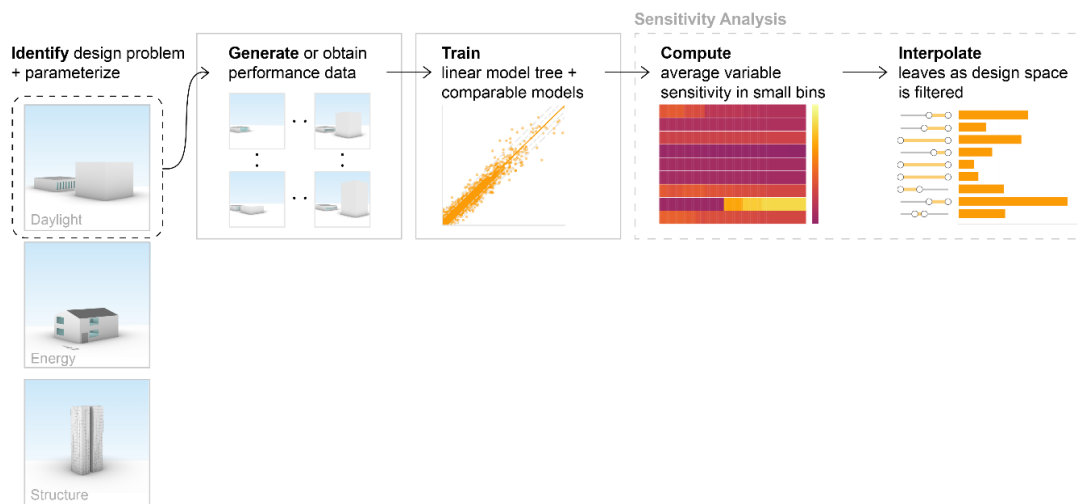 Sensitivity Analysis
Identify design problem
+ parameterize
Generate or obtain
performance data
Train
linear model tree +
comparable models
Compute
average variable
sensitivity in small bins
Interpolate
leaves as design space
is filtered
Daylight
Energy
Structure